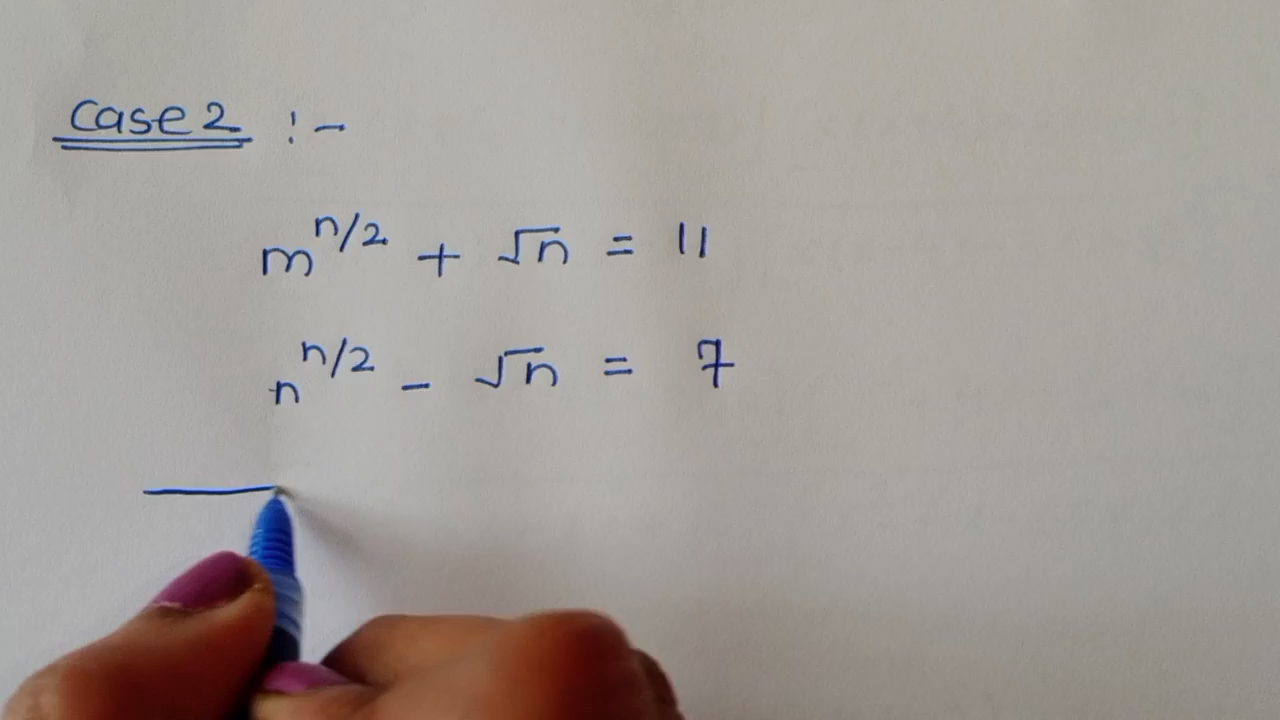 Case 2 :-
m^{n/2} + √n = 11
n^{n/2} - √n = 7